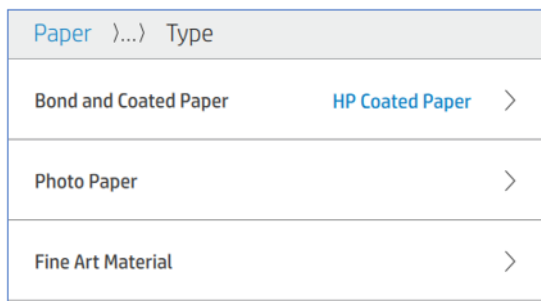 Paper 〉...〉 Type
Bond and Coated Paper HP Coated Paper
Photo Paper
Fine Art Material